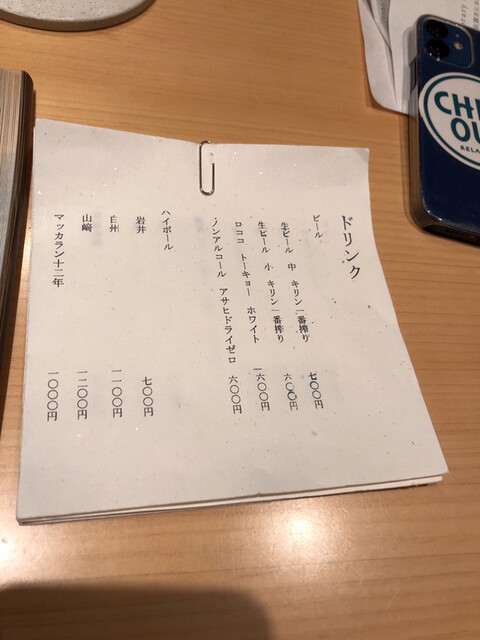 ドリンク
ビール
生ビール 中 キリン一番搾り 七〇〇円
生ビール 小 キリン一番搾り 六〇〇円
ロココ トーキョー ホワイト 一六〇〇円
ノンアルコール アサヒドライゼロ 六〇〇円
ハイボール
岩井 七〇〇円
白州 一一〇〇円
山崎 一二〇〇円
マッカラン十二年 一〇〇〇円
CHI
OU
RELA